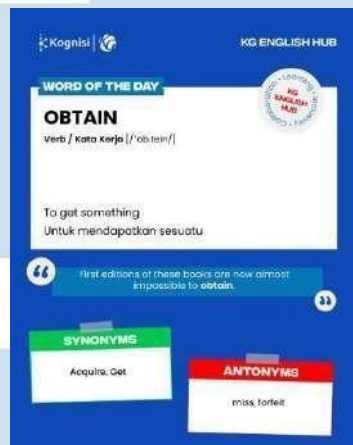 Kognisi
KG ENGLISH HUB
WORD OF THE DAY
KG
ENGLISH
HUB
OBTAIN
Verb / Kata Kerja [/ˈob.tein/]
To get something
Untuk mendapatkan sesuatu
First editions of these books are now almost
impossible to obtain.
SYNONYMS
Acquire, Get
ANTONYMS
miss, forfeit